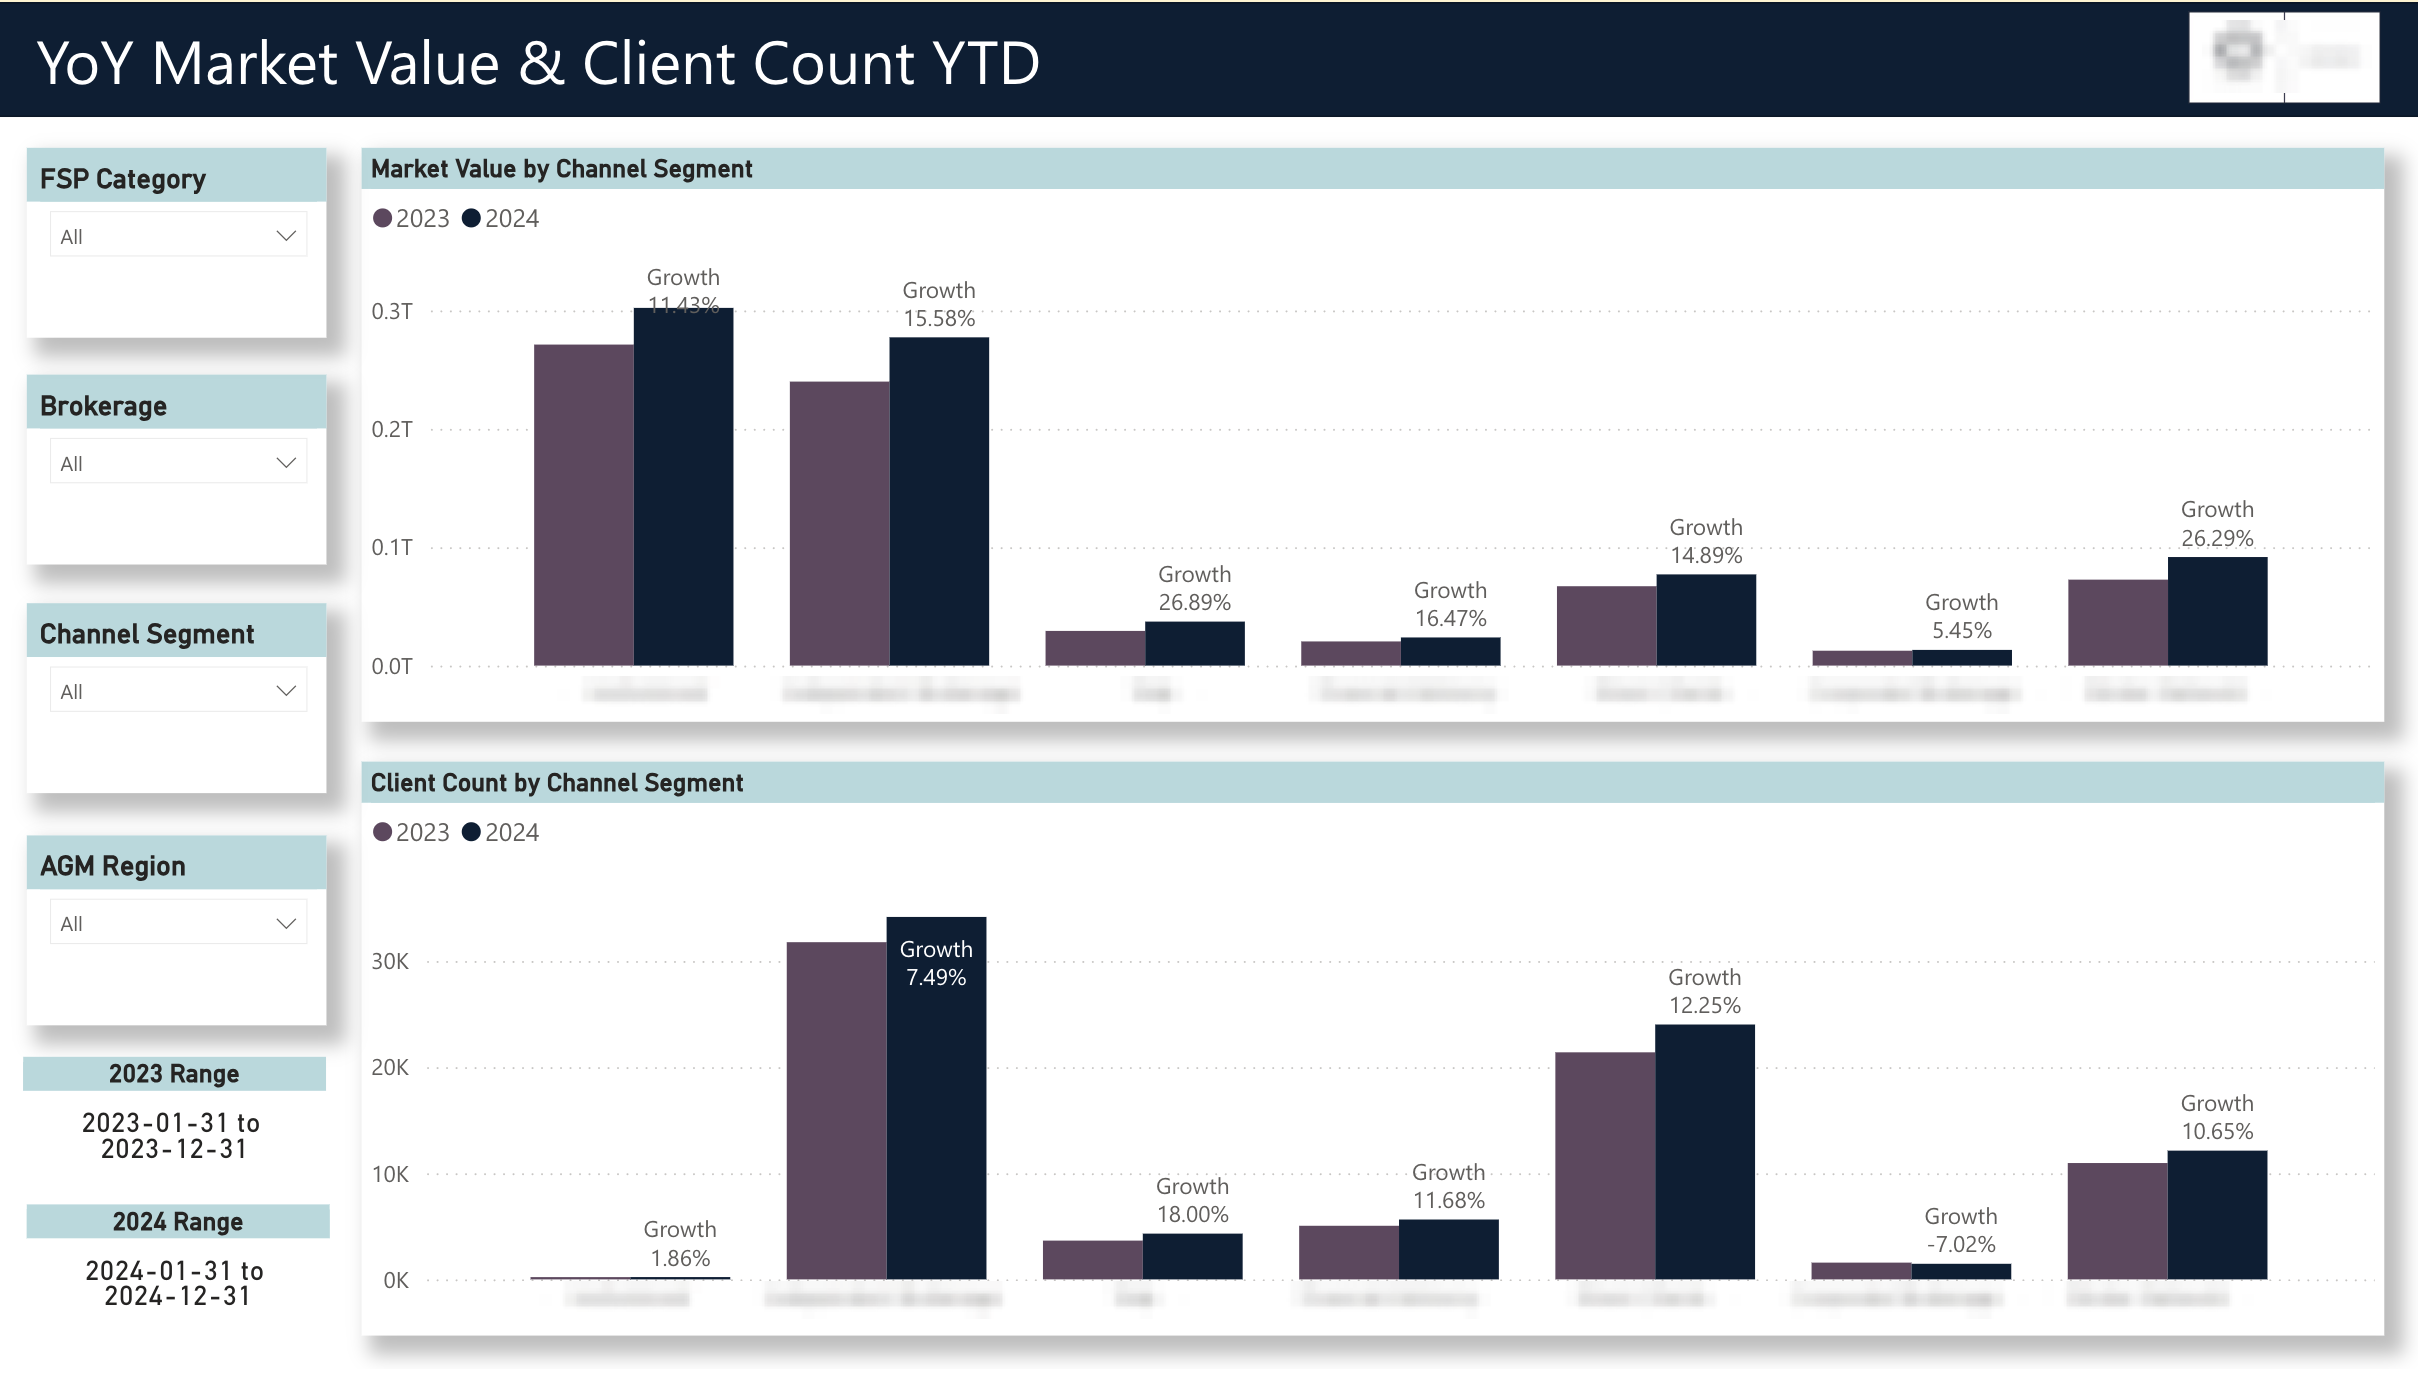 YoY Market Value & Client Count YTD
FSP Category
All
Brokerage
All
Channel Segment
All
AGM Region
All
2023 Range
2023-01-31 to
2023-12-31
2024 Range
2024-01-31 to
2024-12-31
Market Value by Channel Segment
2023 2024
0.3T
0.2T
0.1T
0.0T
Growth
11.43%
Growth
15.58%
Growth
26.89%
Growth
16.47%
Growth
14.89%
Growth
5.45%
Growth
26.29%
Client Count by Channel Segment
2023 2024
30K
20K
10K
0K
Growth
1.86%
Growth
7.49%
Growth
18.00%
Growth
11.68%
Growth
12.25%
Growth
-7.02%
Growth
10.65%